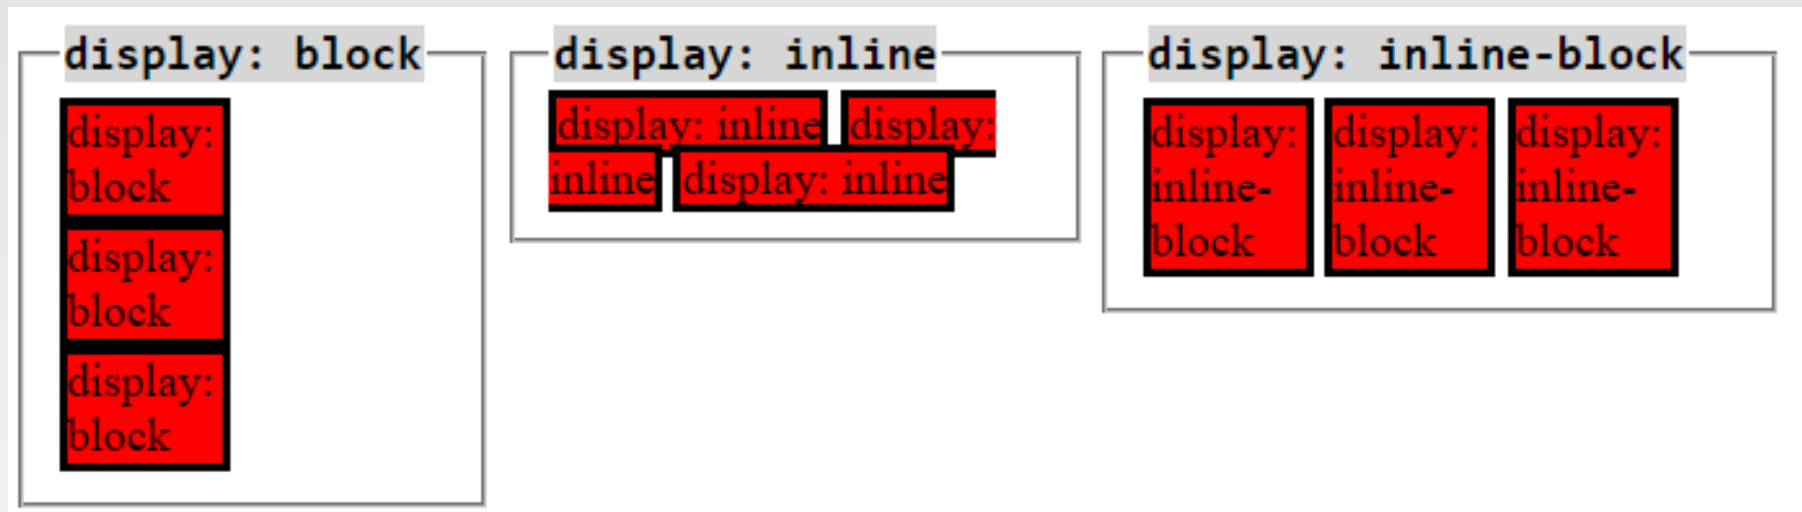 display: block
display:
block
display:
block
display:
block
display: inline
display: inline display:
inline display: inline
display: inline-block
display:
inline-
block
display:
inline-
block
display:
inline-
block